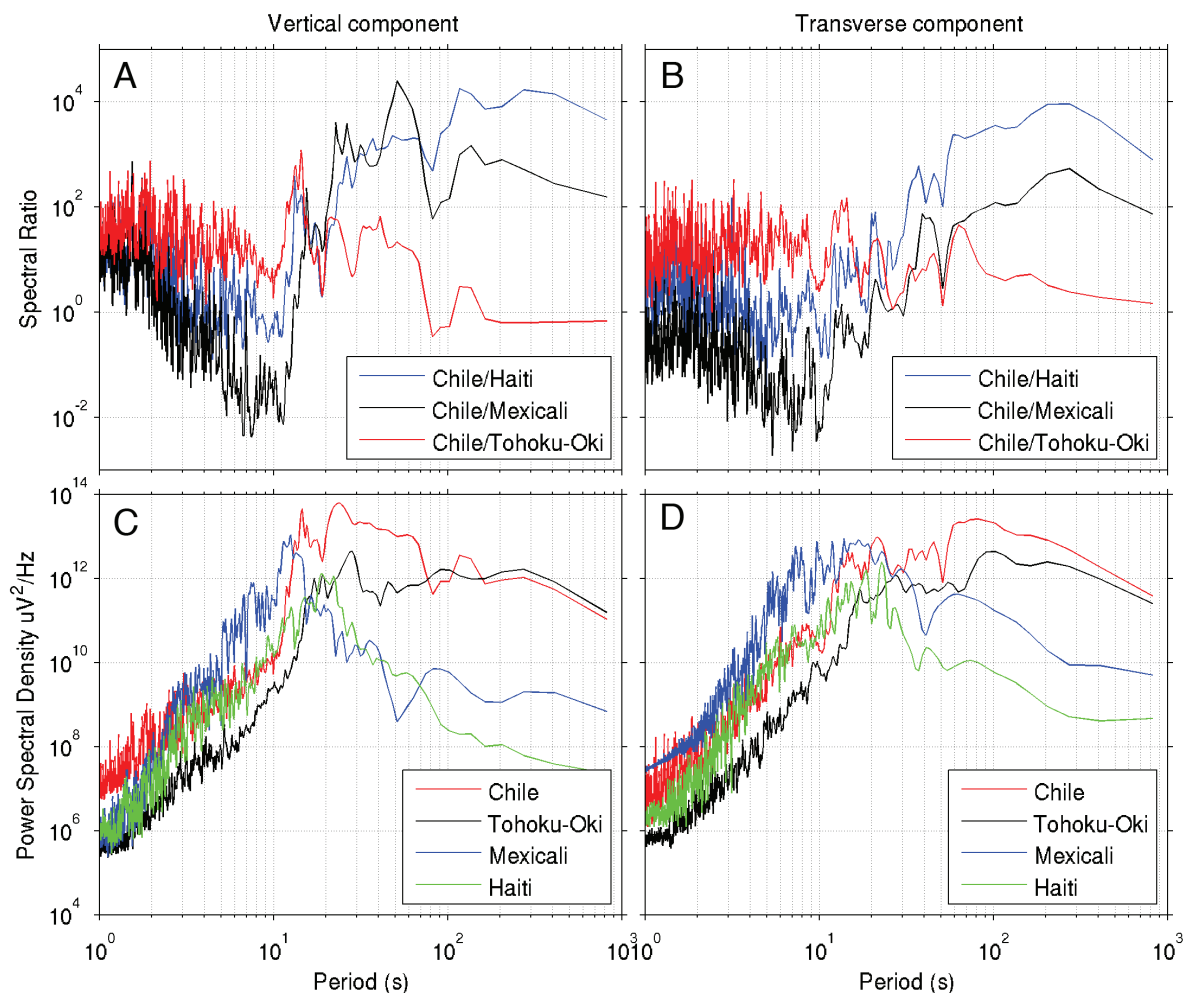 Vertical component
Transverse component
A
B
Spectral Ratio
10^4
10^2
10^0
10^-2
Chile/Haiti
Chile/Mexicali
Chile/Tohoku-Oki
Chile/Haiti
Chile/Mexicali
Chile/Tohoku-Oki
C
D
Power Spectral Density uV^2/Hz
10^14
10^12
10^10
10^8
10^6
10^4
Chile
Tohoku-Oki
Mexicali
Haiti
Chile
Tohoku-Oki
Mexicali
Haiti
10^0
10^1
10^2
10^3
10^0
10^1
10^2
10^3
Period (s)
Period (s)